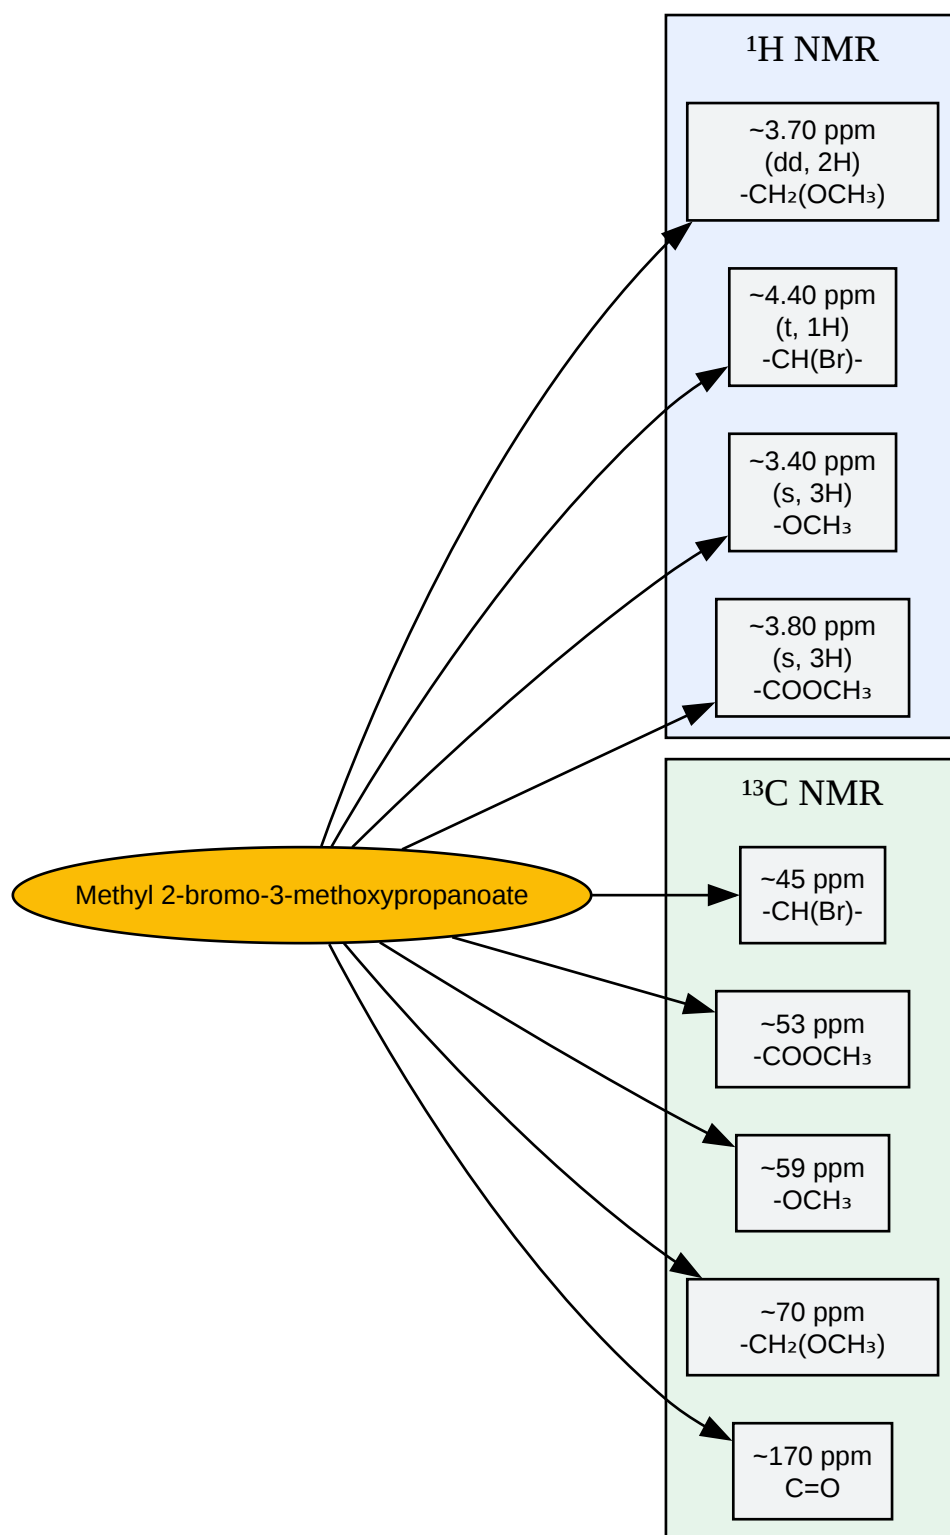 ¹H NMR
~3.70 ppm
(dd, 2H)
-CH₂(OCH₃)
~4.40 ppm
(t, 1H)
-CH(Br)-
~3.40 ppm
(s, 3H)
-OCH₃
~3.80 ppm
(s, 3H)
-COOCH₃
¹³C NMR
Methyl 2-bromo-3-methoxypropanoate
~45 ppm
-CH(Br)-
~53 ppm
-COOCH₃
~59 ppm
-OCH₃
~70 ppm
-CH₂(OCH₃)
~170 ppm
C=O